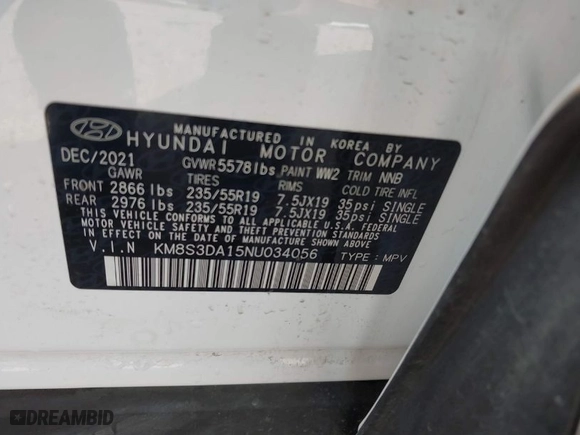 MANUFACTURED IN KOREA BY
HYUNDAI MOTOR COMPANY
DEC/2021 GVWR 5578 lbs PAINT WW2 TRIM NNB
GAWR TIRES RIMS COLD TIRE INFL
FRONT 2866 lbs 235/55R19 7.5JX19 35psi SINGLE
REAR 2976 lbs 235/55R19 7.5JX19 35psi SINGLE
THIS VEHICLE CONFORMS TO ALL APPLICABLE FEDERAL
MOTOR VEHICLE SAFETY AND THEFT PREVENTION STANDARDS
IN EFFECT ON THE DATE OF MANUFACTURE SHOWN ABOVE.
V.I.N KM8S3DA15NU034056 TYPE : MPV
DREAMBID